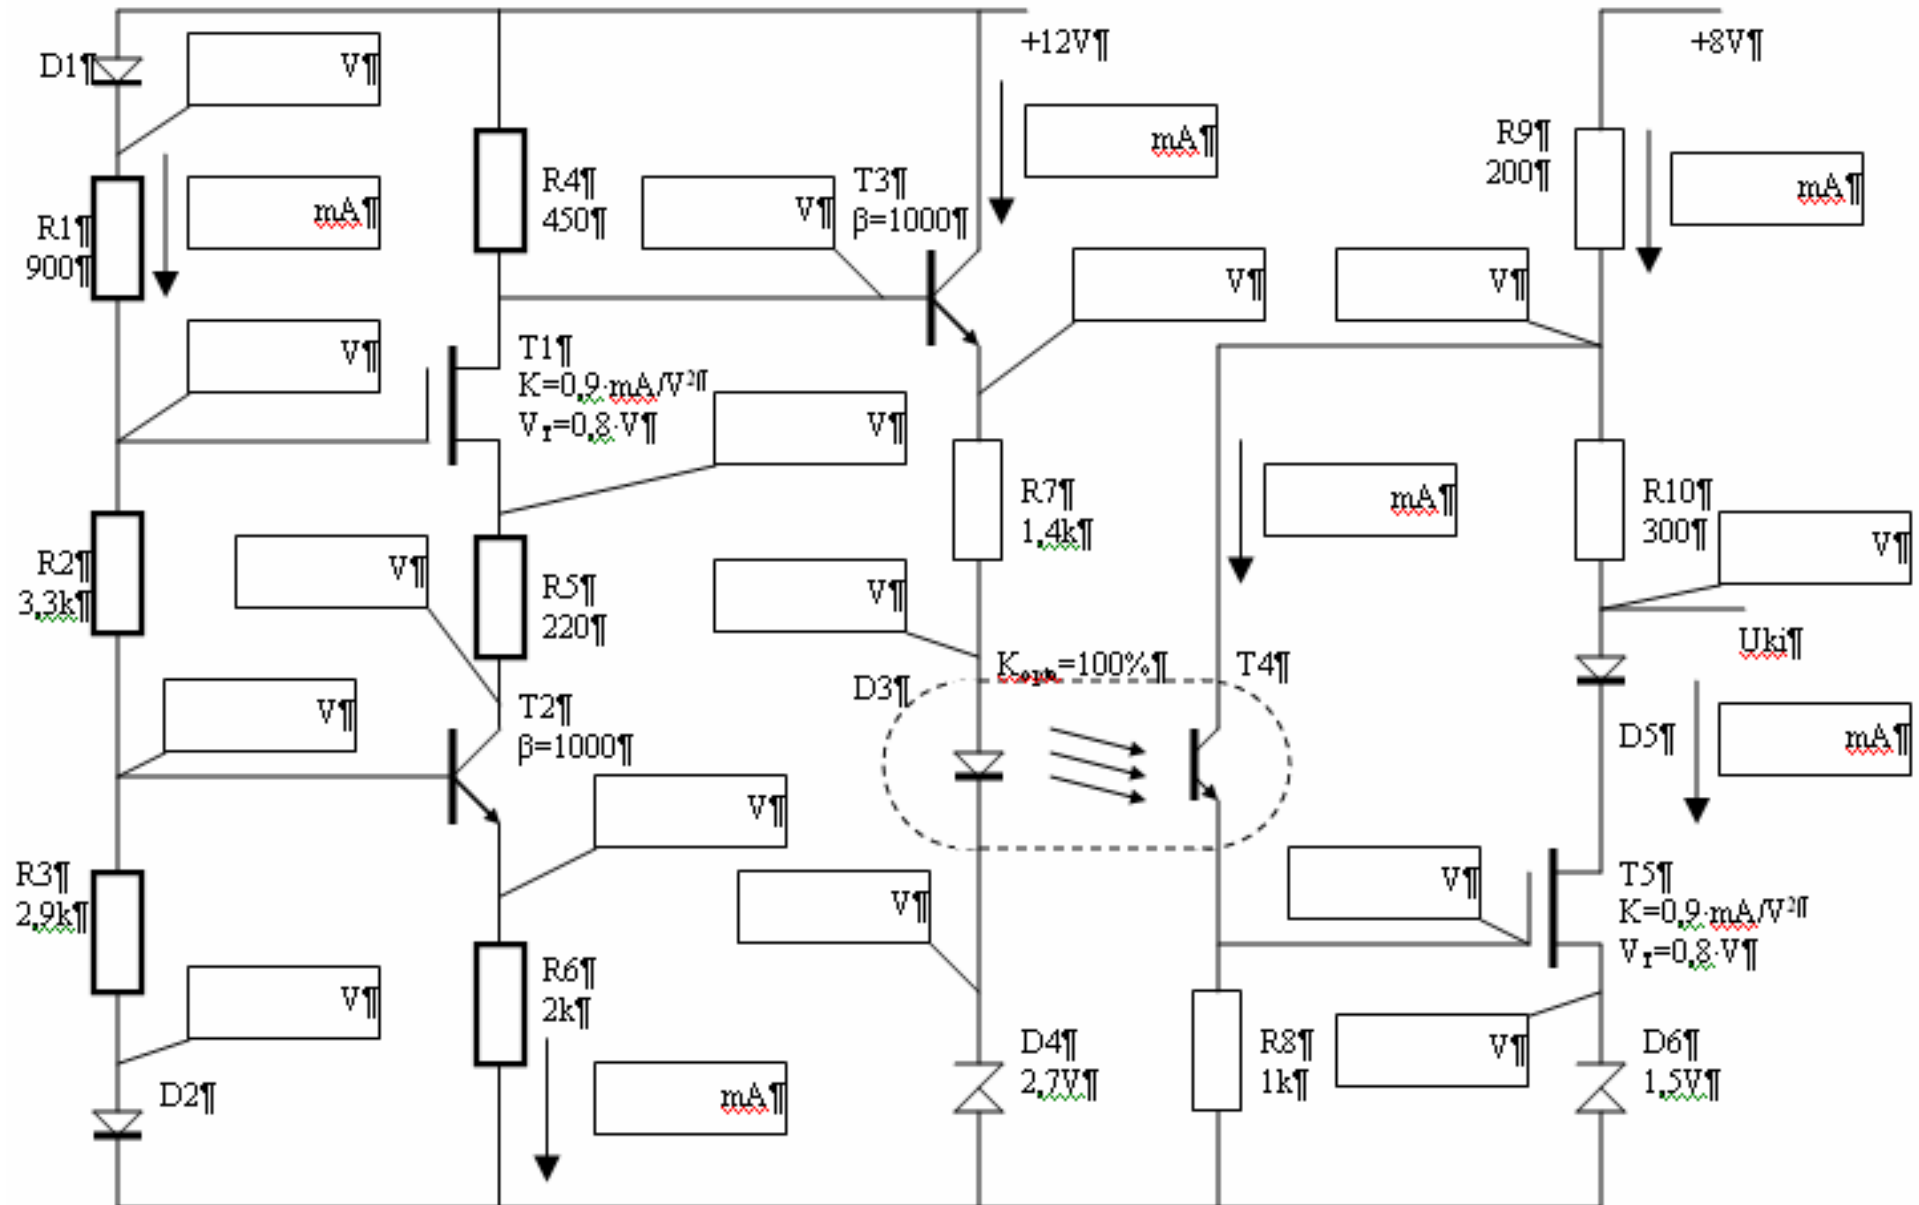 +12V¶
+8V¶
D1¶
V¶
mA¶
R9¶
200¶
mA¶
R4¶
450¶
V¶
T3¶
β=1000¶
mA¶
R1¶
900¶
V¶
V¶
V¶
T1¶
K=0,9·mA/V²¶
V_T=0,8·V¶
V¶
R7¶
1,4k¶
mA¶
R10¶
300¶
V¶
R2¶
3,3k¶
V¶
R5¶
220¶
V¶
Uki¶
K_opto=100%¶
T4¶
D3¶
V¶
T2¶
β=1000¶
D5¶
mA¶
V¶
R3¶
2,9k¶
V¶
V¶
T5¶
K=0,9·mA/V²¶
V_T=0,8·V¶
R6¶
2k¶
V¶
D4¶
2,7V¶
R8¶
1k¶
V¶
D6¶
1,5V¶
D2¶
mA¶